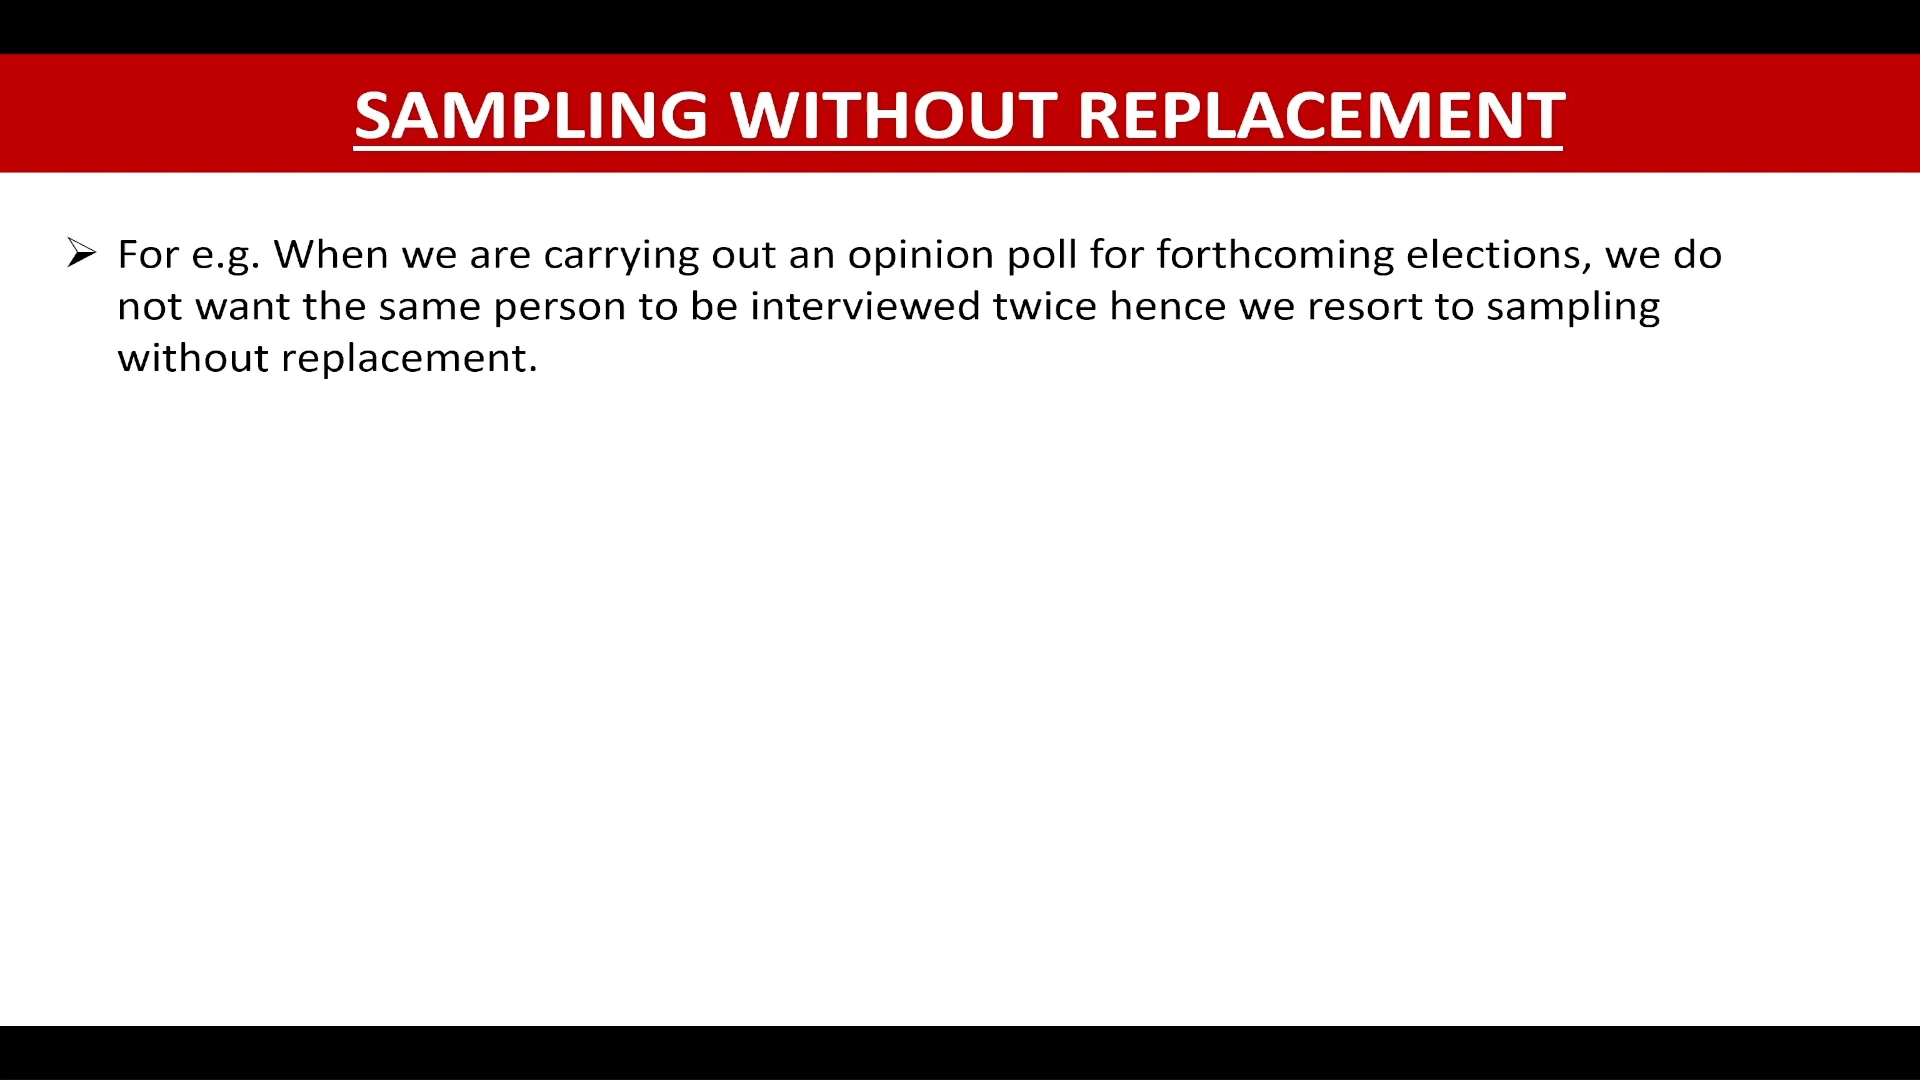 SAMPLING WITHOUT REPLACEMENT
For e.g. When we are carrying out an opinion poll for forthcoming elections, we do
not want the same person to be interviewed twice hence we resort to sampling
without replacement.